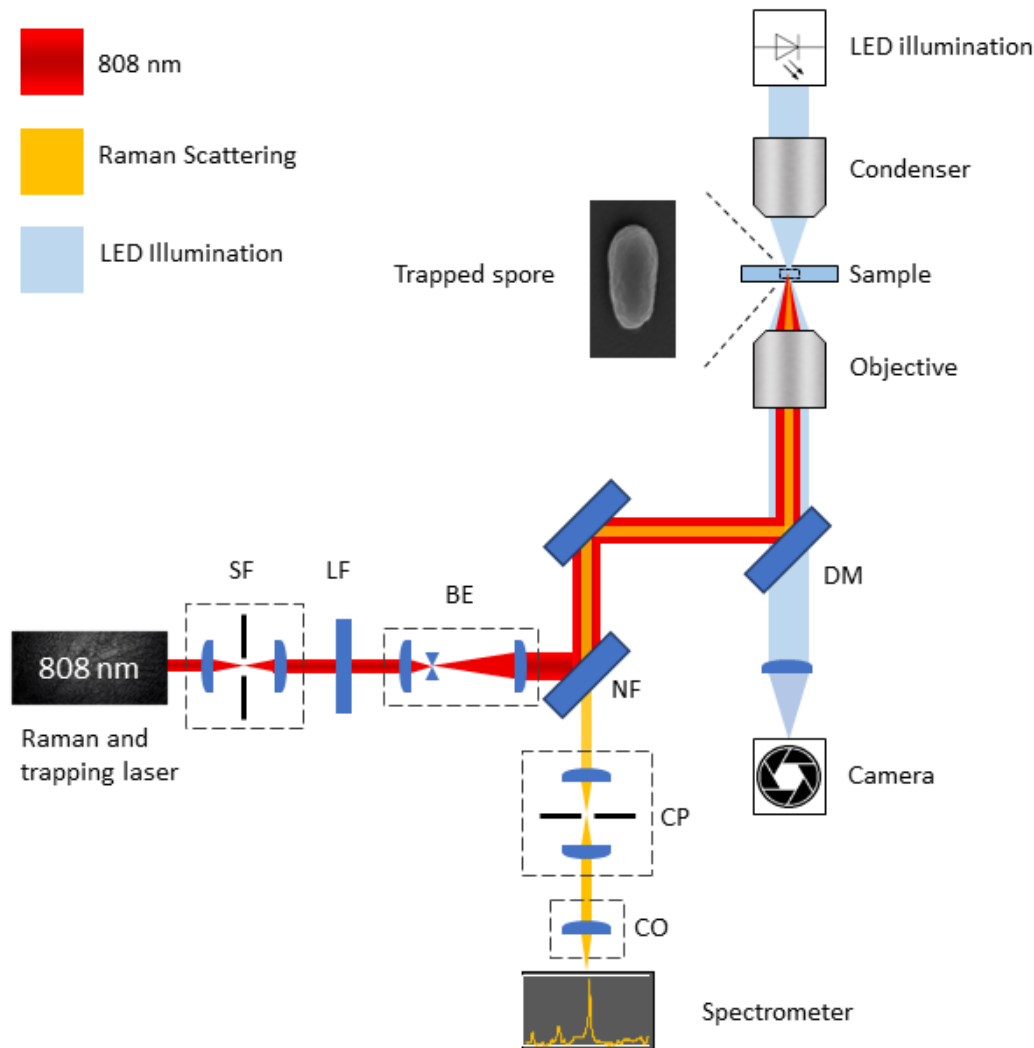 808 nm
Raman Scattering
LED Illumination
LED illumination
Condenser
Trapped spore
Sample
Objective
SF
LF
BE
DM
808 nm
NF
Raman and
trapping laser
Camera
CP
CO
Spectrometer